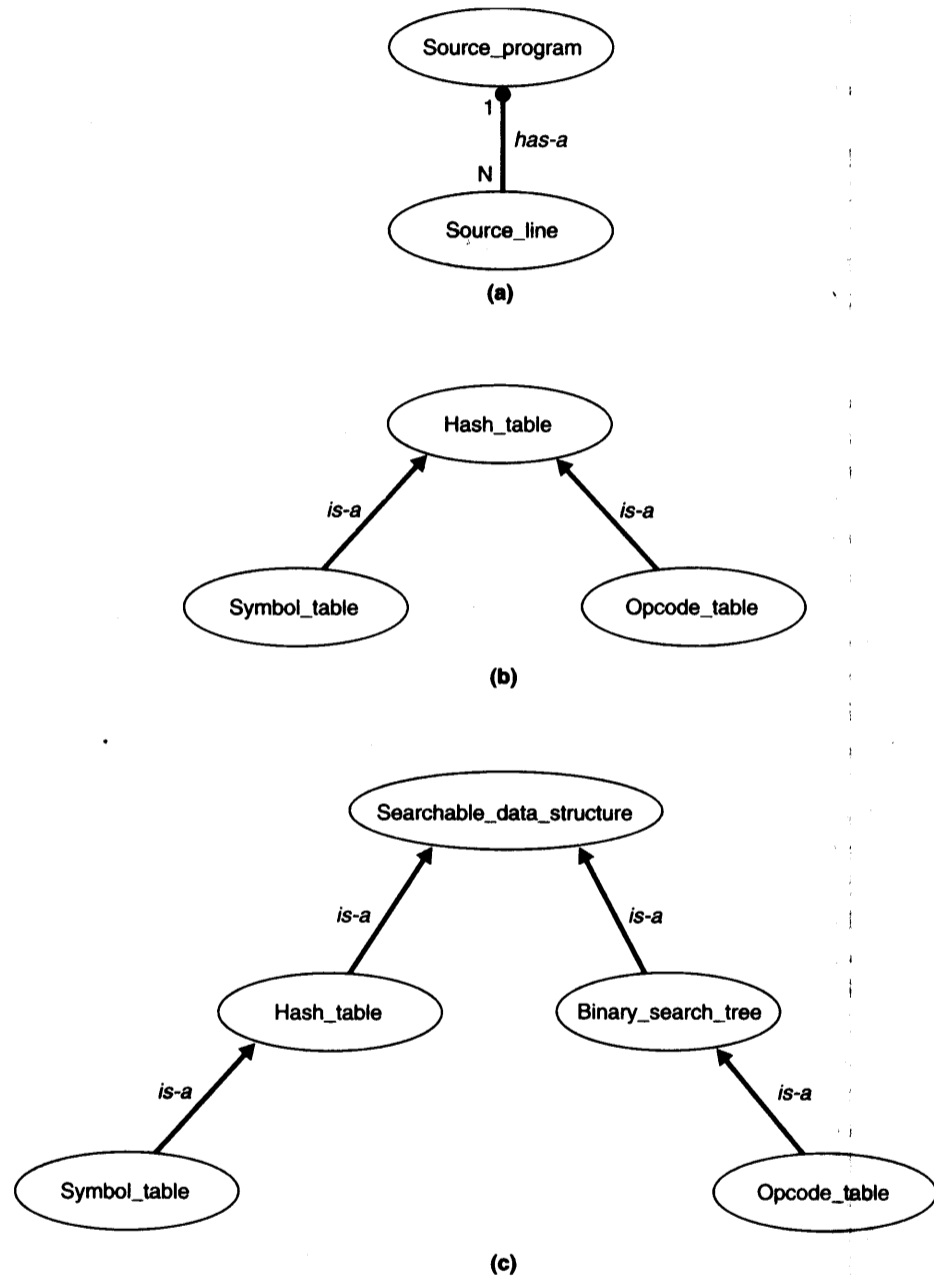 Source_program
1
has-a
N
Source_line
(a)
Hash_table
is-a is-a
Symbol_table Opcode_table
(b)
Searchable_data_structure
is-a is-a
Hash_table Binary_search_tree
is-a is-a
Symbol_table Opcode_table
(c)